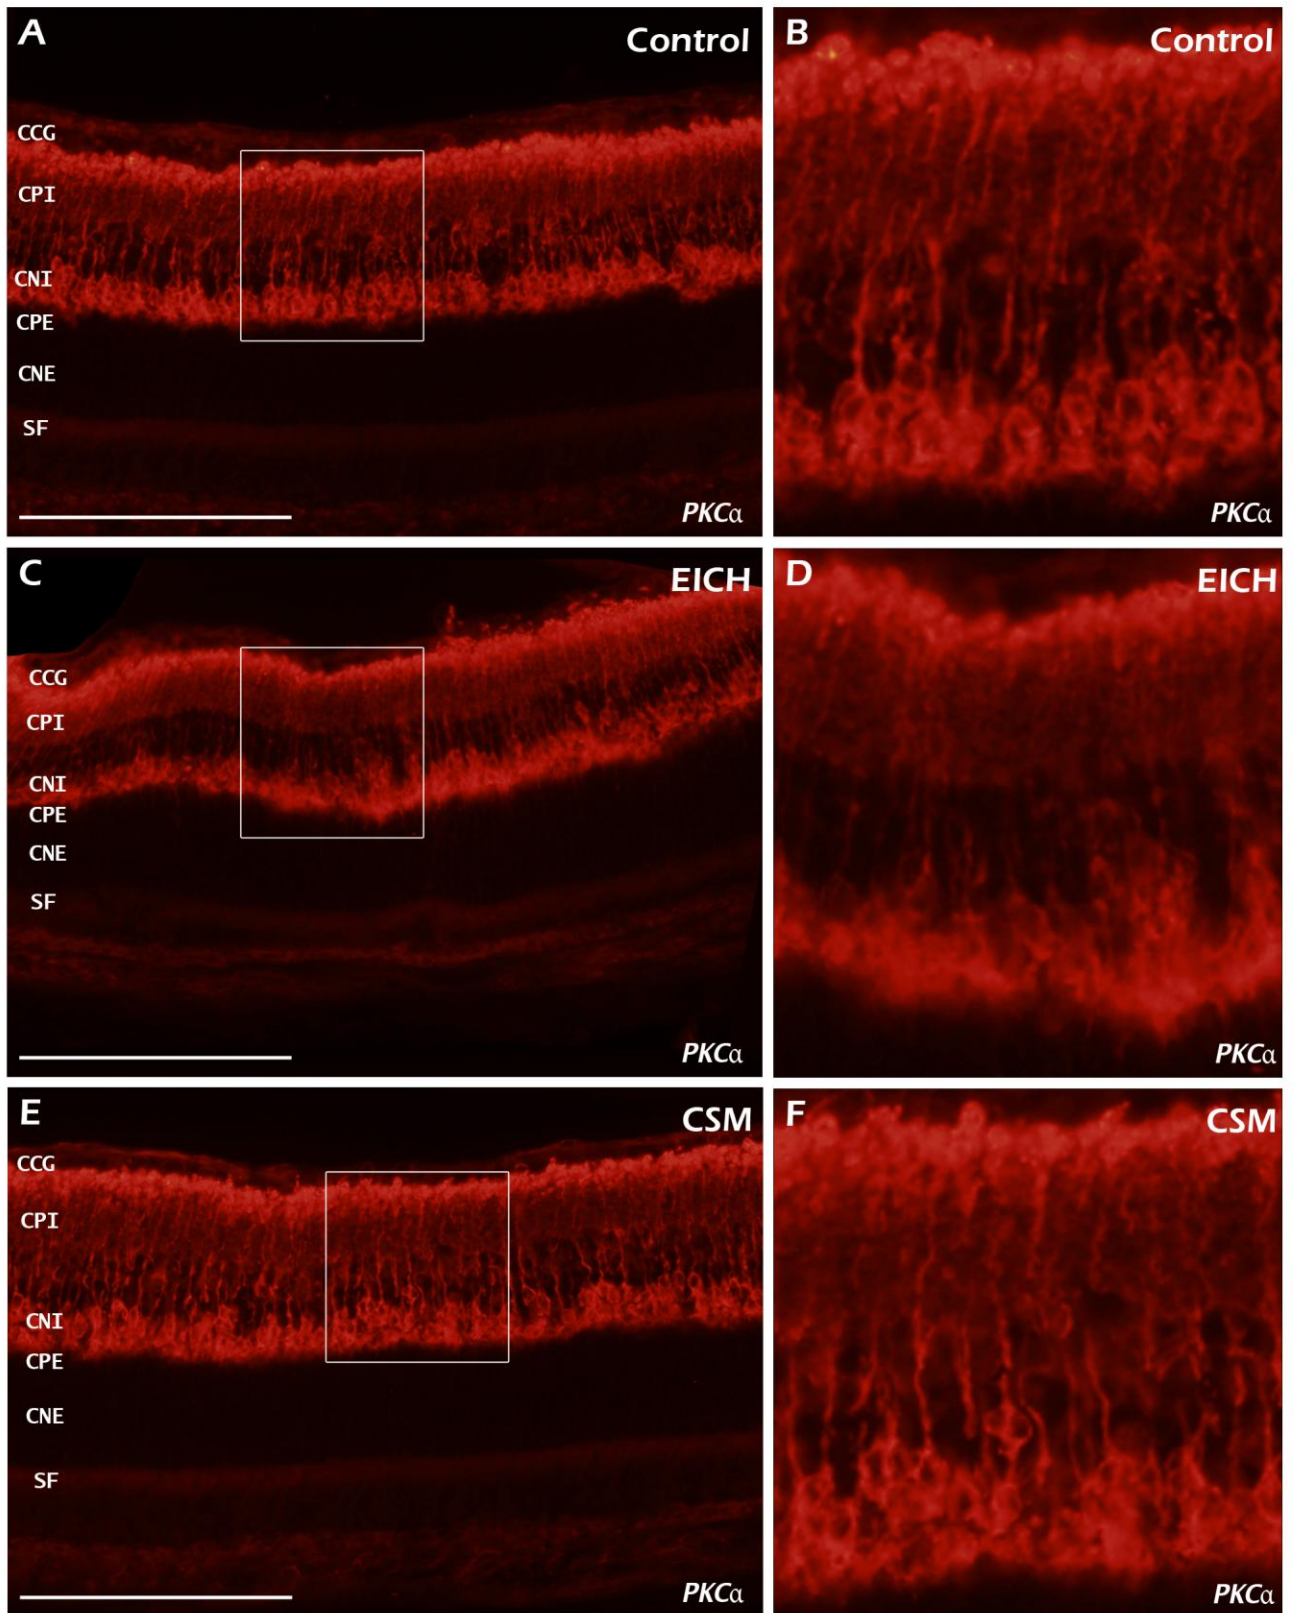 A Control
CCG
CPI
CNI
CPE
CNE
SF
PKCα
B Control
PKCα
C EICH
CCG
CPI
CNI
CPE
CNE
SF
PKCα
D EICH
PKCα
E CSM
CCG
CPI
CNI
CPE
CNE
SF
PKCα
F CSM
PKCα